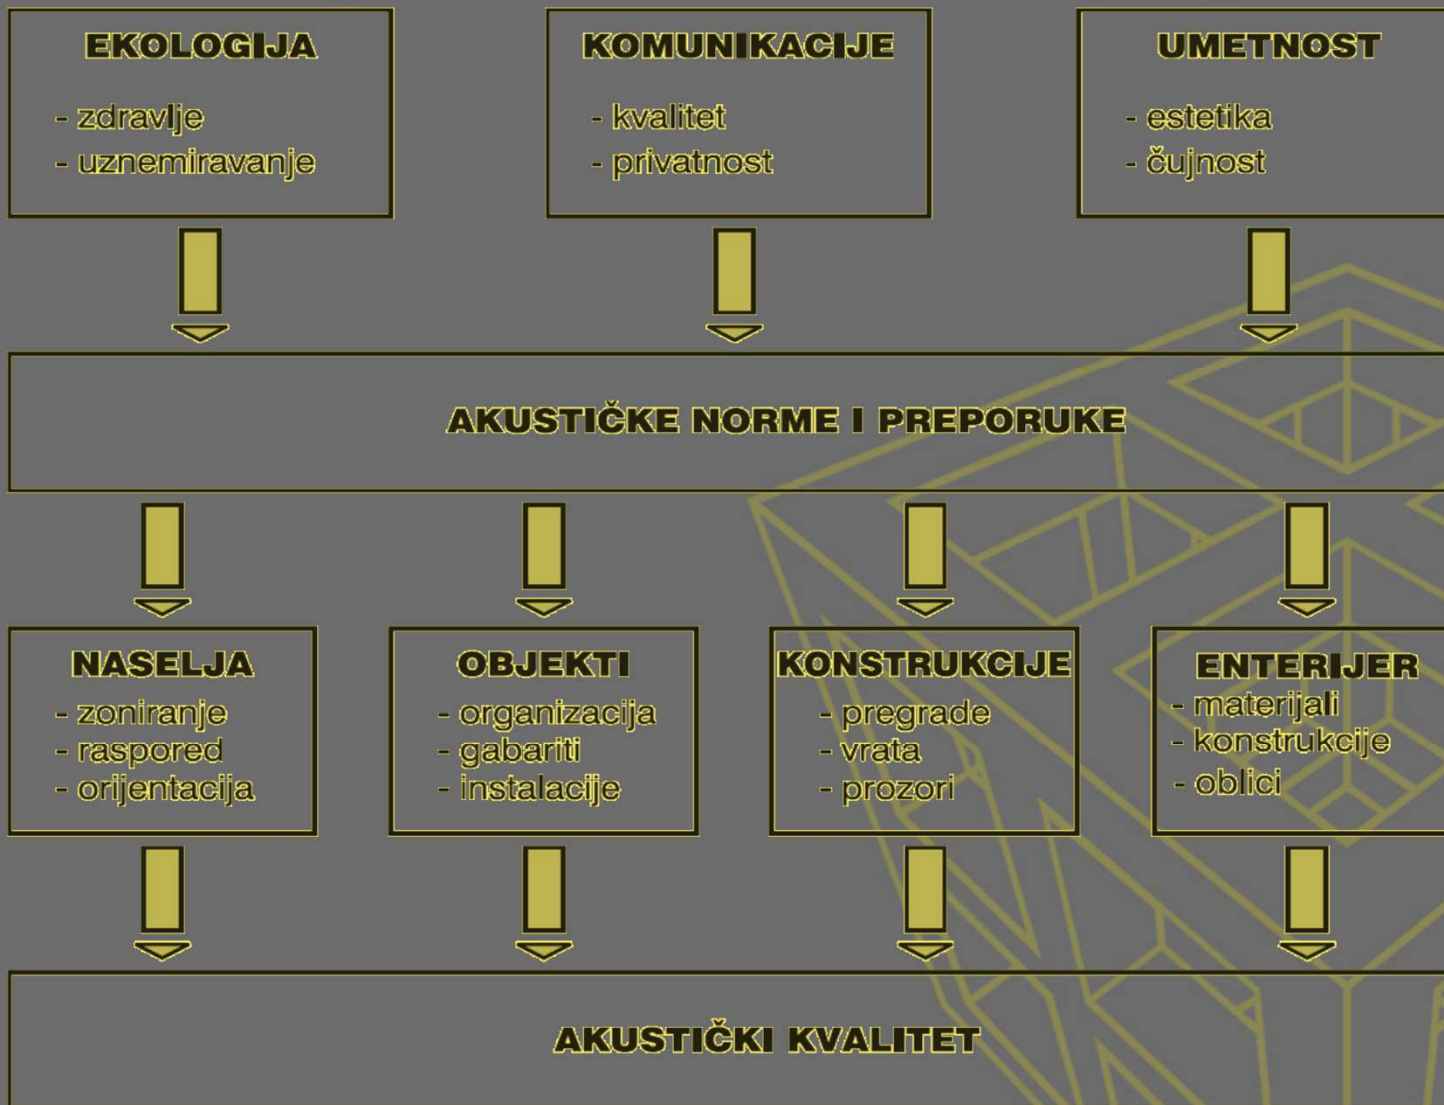 EKOLOGIJA
- zdravlje
- uznemiravanje
KOMUNIKACIJE
- kvalitet
- privatnost
UMETNOST
- estetika
- čujnost
AKUSTIČKE NORME I PREPORUKE
NASELJA
- zoniranje
- raspored
- orijentacija
OBJEKTI
- organizacija
- gabariti
- instalacije
KONSTRUKCIJE
- pregrade
- vrata
- prozori
ENTERIJER
- materijali
- konstrukcije
- oblici
AKUSTIČKI KVALITET